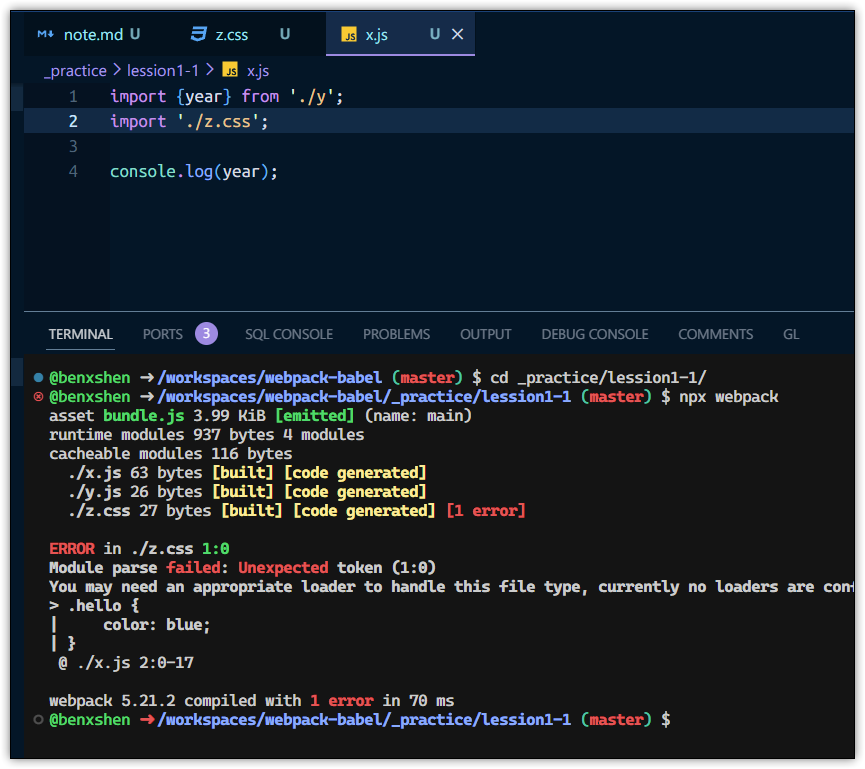 note.md U z.css U JS x.js U
_practice > lession1-1 > JS x.js
1 import {year} from './y';
2 import './z.css';
3
4 console.log(year);
TERMINAL PORTS 3 SQL CONSOLE PROBLEMS OUTPUT DEBUG CONSOLE COMMENTS GL
@benxshen ➜ /workspaces/webpack-babel (master) $ cd _practice/lession1-1/
@benxshen ➜ /workspaces/webpack-babel/_practice/lession1-1 (master) $ npx webpack
asset bundle.js 3.99 KiB [emitted] (name: main)
runtime modules 937 bytes 4 modules
cacheable modules 116 bytes
./x.js 63 bytes [built] [code generated]
./y.js 26 bytes [built] [code generated]
./z.css 27 bytes [built] [code generated] [1 error]
ERROR in ./z.css 1:0
Module parse failed: Unexpected token (1:0)
You may need an appropriate loader to handle this file type, currently no loaders are con
> .hello {
|     color: blue;
| }
@ ./x.js 2:0-17
webpack 5.21.2 compiled with 1 error in 70 ms
@benxshen ➜ /workspaces/webpack-babel/_practice/lession1-1 (master) $